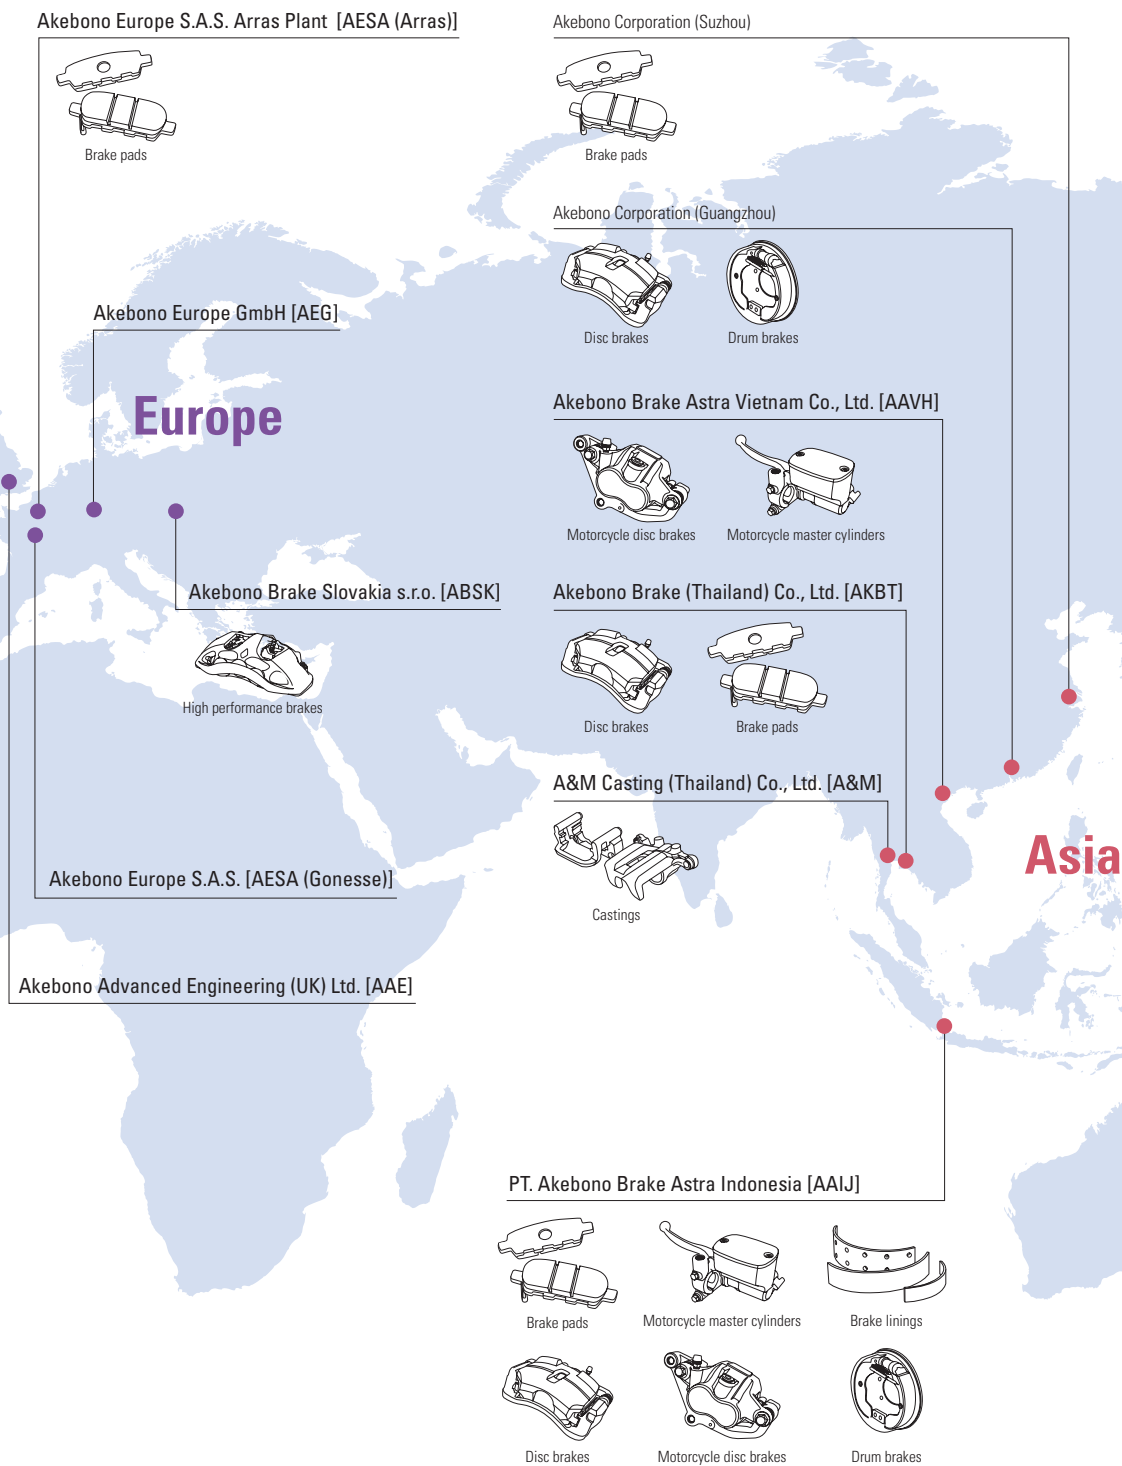 Akebono Europe S.A.S. Arras Plant [AESA (Arras)]
Brake pads
Akebono Europe GmbH [AEG]
Europe
Akebono Brake Slovakia s.r.o. [ABSK]
High performance brakes
Akebono Europe S.A.S. [AESA (Gonesse)]
Akebono Advanced Engineering (UK) Ltd. [AAE]
Akebono Corporation (Suzhou)
Brake pads
Akebono Corporation (Guangzhou)
Disc brakes
Drum brakes
Akebono Brake Astra Vietnam Co., Ltd. [AAVH]
Motorcycle disc brakes
Motorcycle master cylinders
Akebono Brake (Thailand) Co., Ltd. [AKBT]
Disc brakes
Brake pads
A&M Casting (Thailand) Co., Ltd. [A&M]
Castings
Asia
PT. Akebono Brake Astra Indonesia [AAIJ]
Brake pads
Motorcycle master cylinders
Brake linings
Disc brakes
Motorcycle disc brakes
Drum brakes